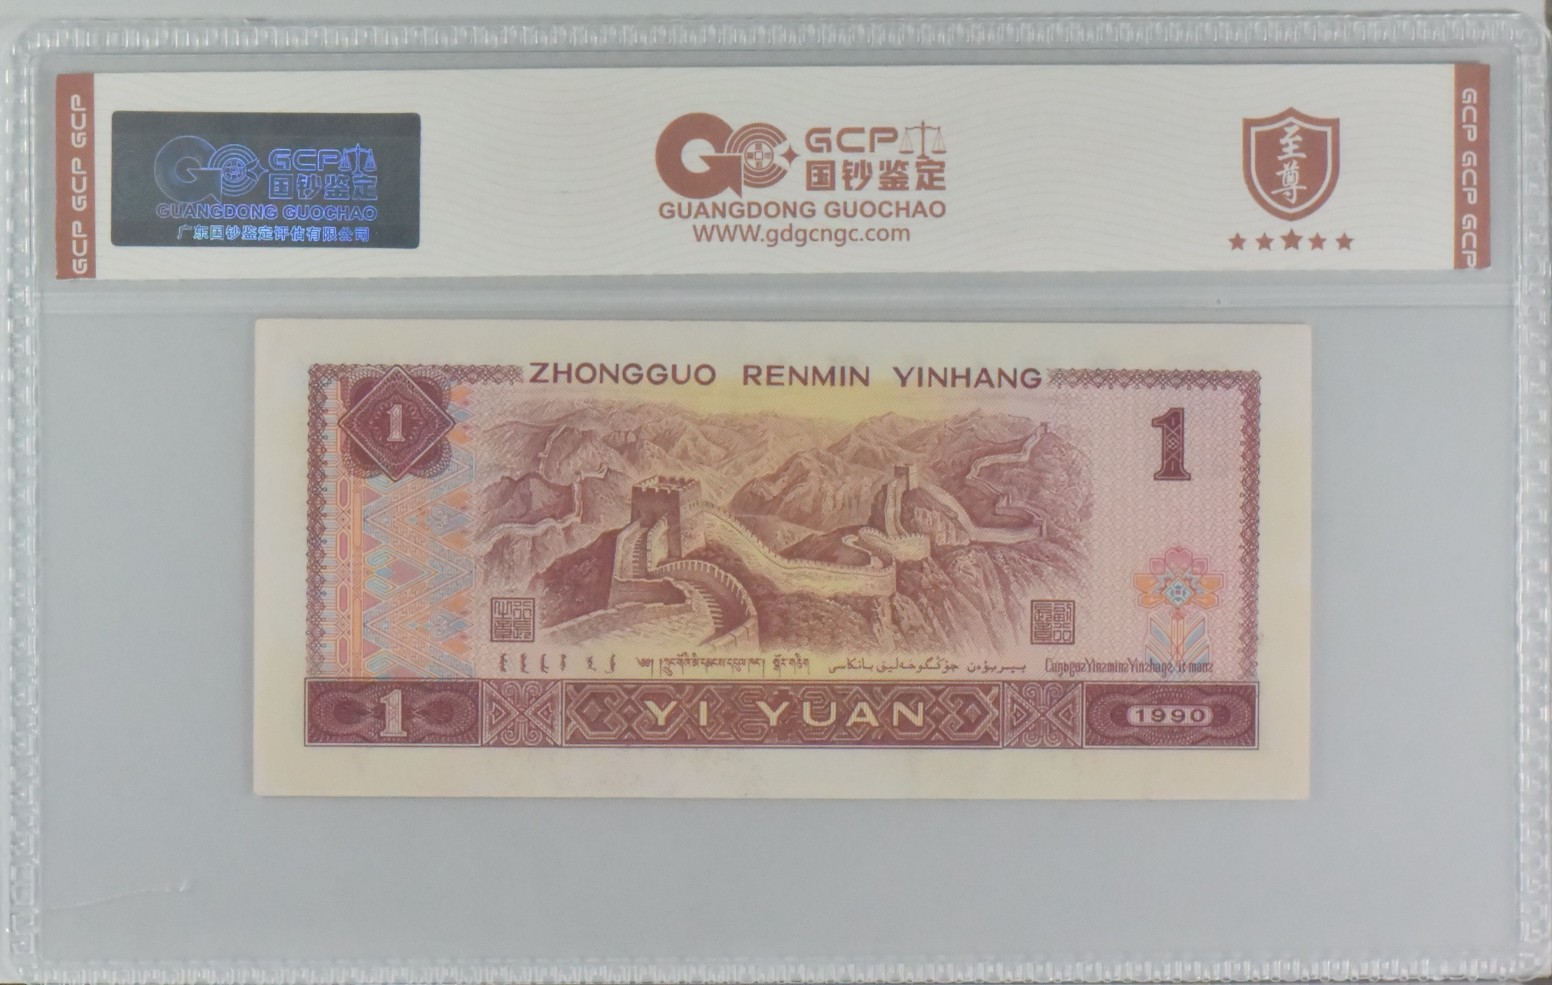 GCP GCP GCP
GCP
国钞鉴定
GUANGDONG GUOCHAO
广东国钞鉴定评估有限公司
GCP
国钞鉴定
GUANGDONG GUOCHAO
WWW.gdgcngc.com
至尊
GCP GCP GCP
ZHONGGUO RENMIN YINHANG
1
1
1
YI YUAN
1990